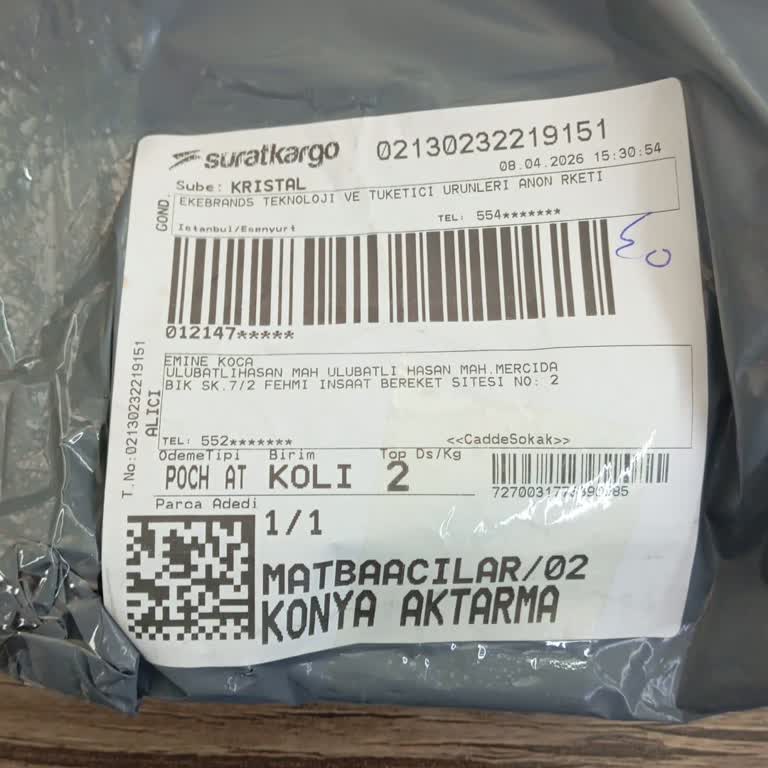 suratkargo 02130232219151
08.04.2026 15:30:54
Sube: KRISTAL
GOND.
EKEBRANDS TEKNOLOJI VE TUKETICI URUNLERI ANON RKETI
TEL: 554*******
Istanbul/Esenyurt
012147*****
T.No:02130232219151
ALICI
EMINE KOCA
ULUBATLIHASAN MAH ULUBATLI HASAN MAH.MERCIDA
BIK SK.7/2 FEHMI INSAAT BEREKET SITESI NO: 2
TEL: 552*******
<<CaddeSokak>>
OdemeTipi Birim Top Ds/Kg
POCH AT KOLI 2
Parca Adedi
1/1
MATBAACILAR/02
KONYA AKTARMA